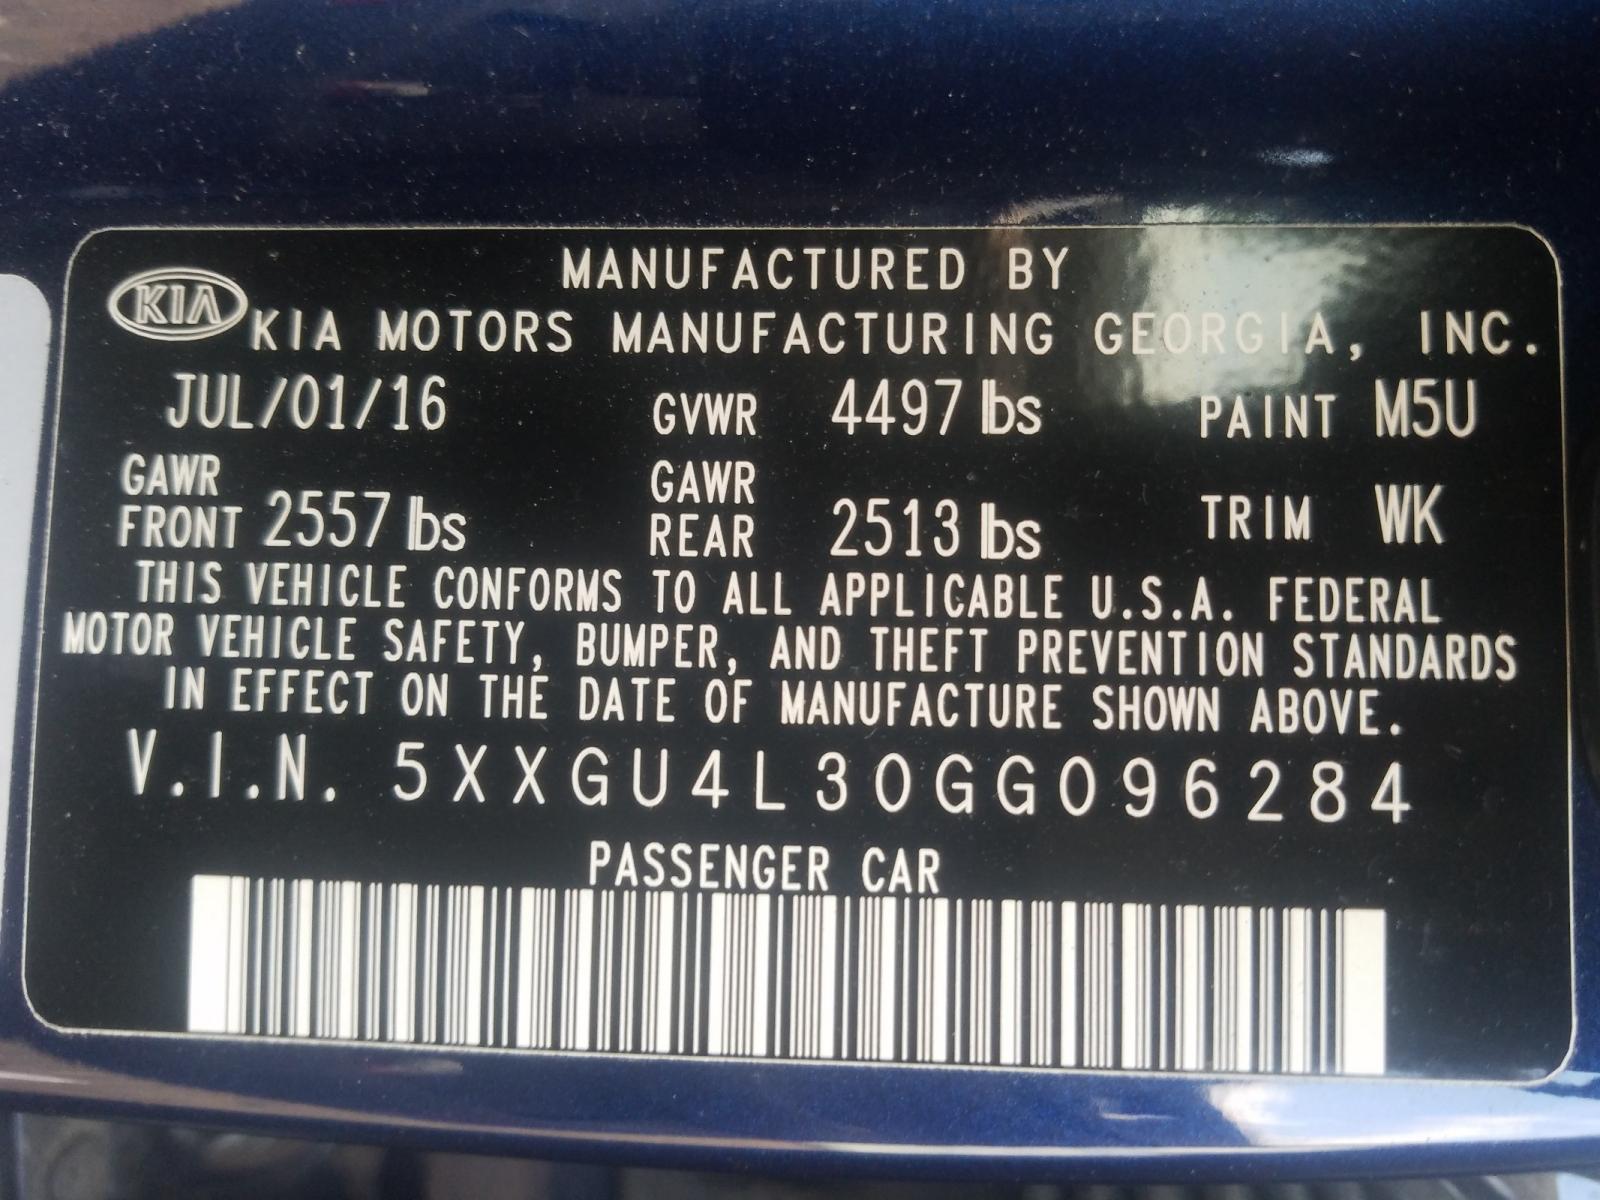 MANUFACTURED BY
KIA KIA MOTORS MANUFACTURING GEORGIA, INC.
JUL/01/16 GVWR 4497 lbs PAINT M5U
GAWR FRONT 2557 lbs GAWR REAR 2513 lbs TRIM WK
THIS VEHICLE CONFORMS TO ALL APPLICABLE U.S.A. FEDERAL
MOTOR VEHICLE SAFETY, BUMPER, AND THEFT PREVENTION STANDARDS
IN EFFECT ON THE DATE OF MANUFACTURE SHOWN ABOVE.
V.I.N. 5XXGU4L30GG096284
PASSENGER CAR